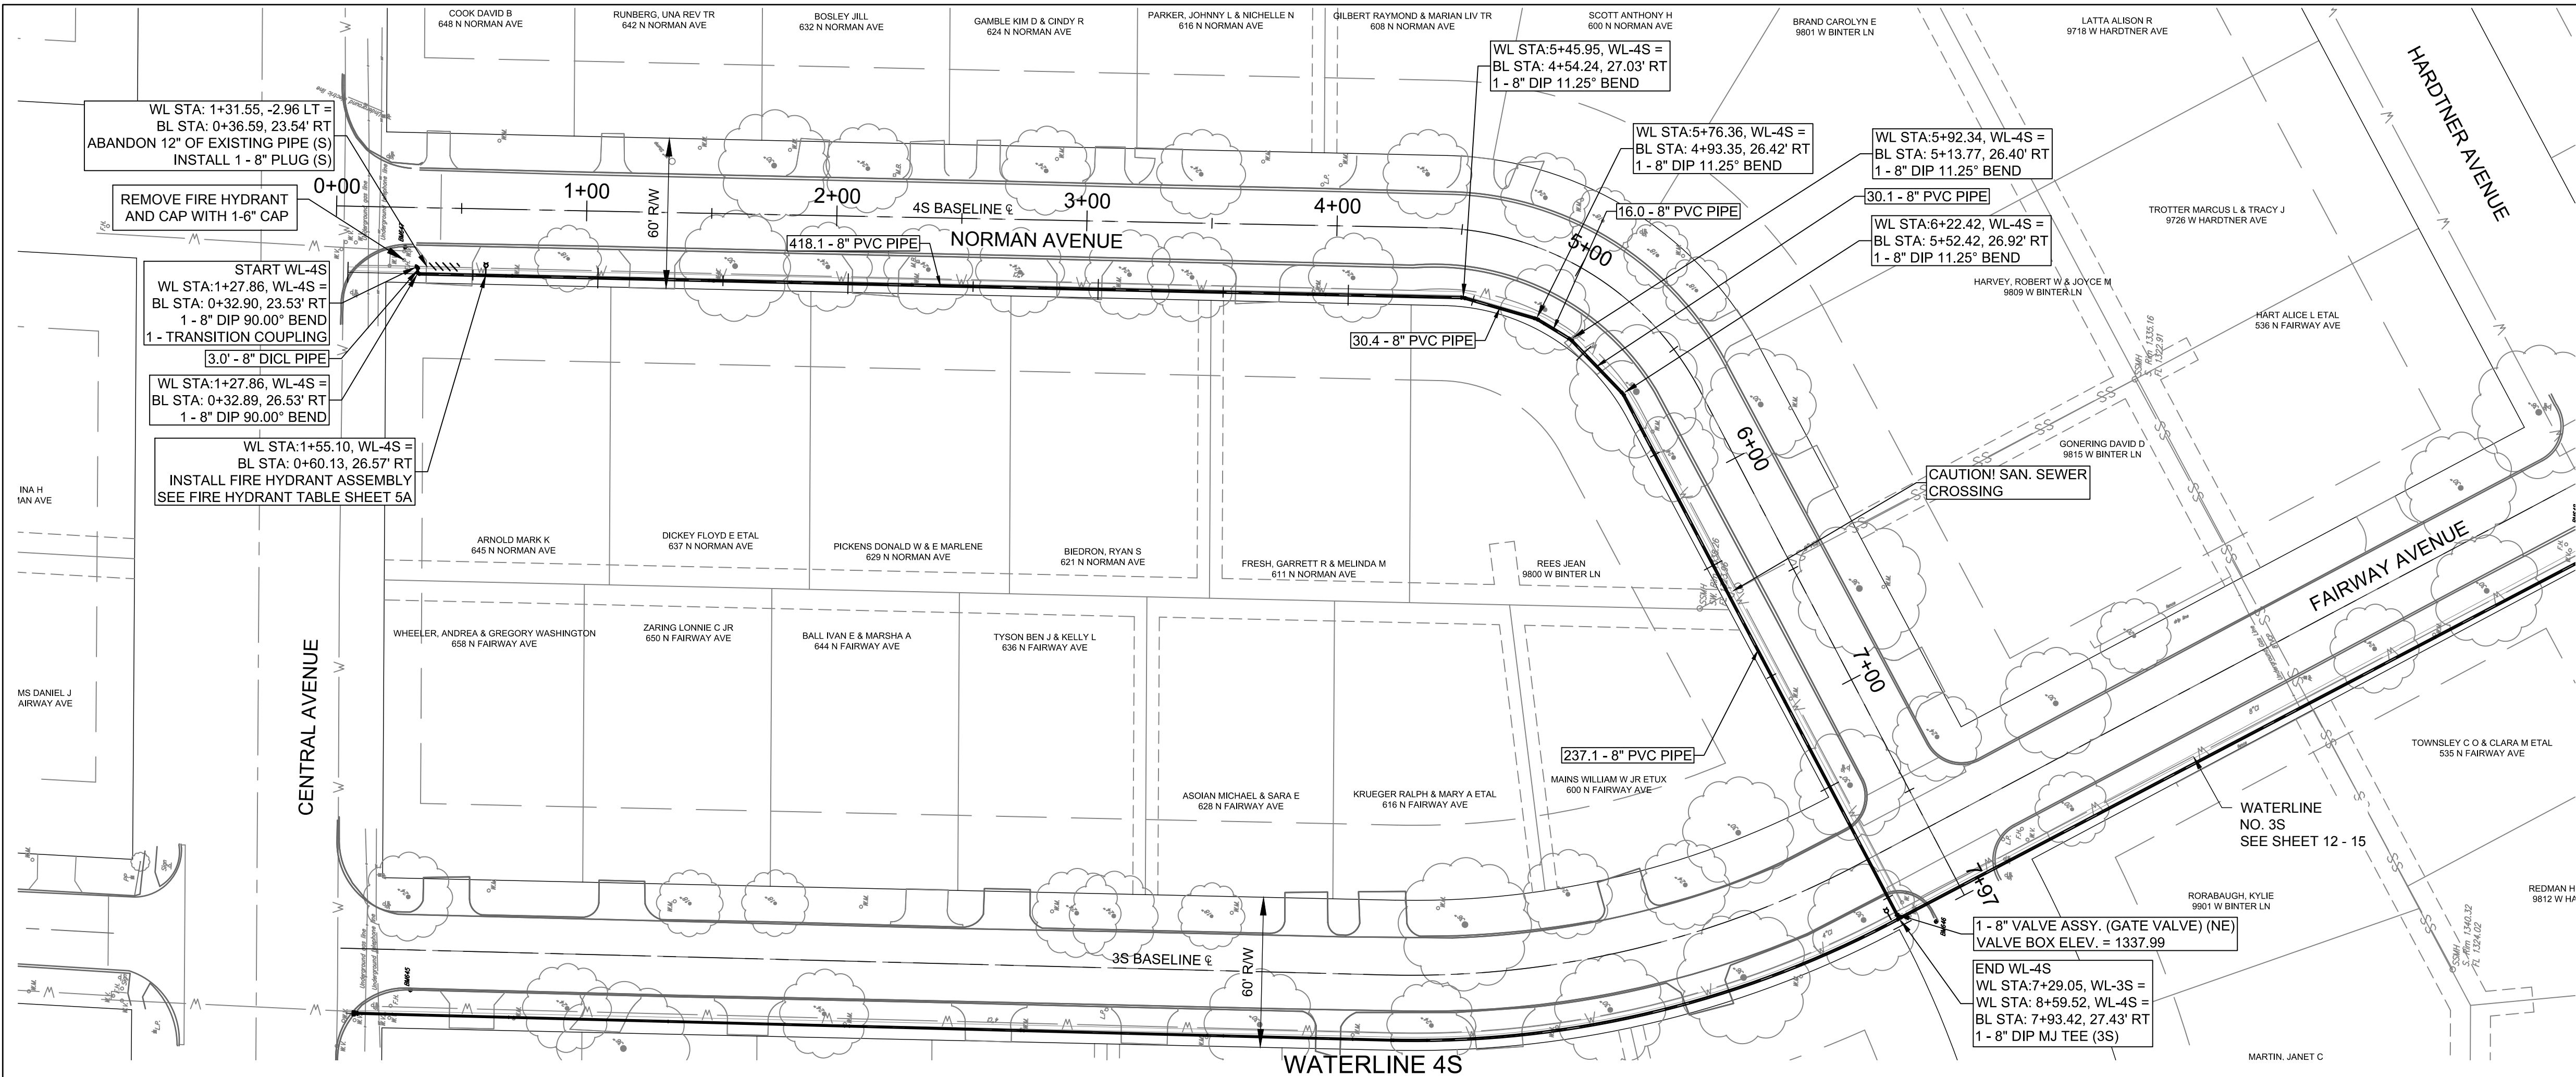 COOK DAVID B
648 N NORMAN AVE
RUNBERG, UNA REV TR
642 N NORMAN AVE
BOSLEY JILL
632 N NORMAN AVE
GAMBLE KIM D & CINDY R
624 N NORMAN AVE
PARKER, JOHNNY L & NICHELLE N
616 N NORMAN AVE
GILBERT RAYMOND & MARIAN LIV TR
608 N NORMAN AVE
SCOTT ANTHONY H
600 N NORMAN AVE
BRAND CAROLYN E
9801 W BINTER LN
LATTA ALISON R
9718 W HARDTNER AVE
HARDTNER AVENUE
WL STA:5+45.95, WL-4S =
BL STA: 4+54.24, 27.03' RT
1 - 8" DIP 11.25° BEND
WL STA: 1+31.55, -2.96 LT =
BL STA: 0+36.59, 23.54' RT
ABANDON 12" OF EXISTING PIPE (S)
INSTALL 1 - 8" PLUG (S)
WL STA:5+76.36, WL-4S =
BL STA: 4+93.35, 26.42' RT
1 - 8" DIP 11.25° BEND
WL STA:5+92.34, WL-4S =
BL STA: 5+13.77, 26.40' RT
1 - 8" DIP 11.25° BEND
REMOVE FIRE HYDRANT
AND CAP WITH 1-6" CAP
0+00
1+00
2+00
3+00
4+00
5+00
6+00
7+00
7+97
60' R/W
4S BASELINE ℄
NORMAN AVENUE
418.1 - 8" PVC PIPE
16.0 - 8" PVC PIPE
30.1 - 8" PVC PIPE
WL STA:6+22.42, WL-4S =
BL STA: 5+52.42, 26.92' RT
1 - 8" DIP 11.25° BEND
TROTTER MARCUS L & TRACY J
9726 W HARDTNER AVE
START WL-4S
WL STA:1+27.86, WL-4S =
BL STA: 0+32.90, 23.53' RT
1 - 8" DIP 90.00° BEND
1 - TRANSITION COUPLING
3.0' - 8" DICL PIPE
WL STA:1+27.86, WL-4S =
BL STA: 0+32.89, 26.53' RT
1 - 8" DIP 90.00° BEND
30.4 - 8" PVC PIPE
HARVEY, ROBERT W & JOYCE M
9809 W BINTER LN
HART ALICE L ETAL
536 N FAIRWAY AVE
SSMH
S. Rim 1335.16
FL 1322.91
WL STA:1+55.10, WL-4S =
BL STA: 0+60.13, 26.57' RT
INSTALL FIRE HYDRANT ASSEMBLY
SEE FIRE HYDRANT TABLE SHEET 5A
GONERING DAVID D
9815 W BINTER LN
CAUTION! SAN. SEWER
CROSSING
INA H
MAN AVE
ARNOLD MARK K
645 N NORMAN AVE
DICKEY FLOYD E ETAL
637 N NORMAN AVE
PICKENS DONALD W & E MARLENE
629 N NORMAN AVE
BIEDRON, RYAN S
621 N NORMAN AVE
FRESH, GARRETT R & MELINDA M
611 N NORMAN AVE
REES JEAN
9800 W BINTER LN
FAIRWAY AVENUE
WHEELER, ANDREA & GREGORY WASHINGTON
658 N FAIRWAY AVE
ZARING LONNIE C JR
650 N FAIRWAY AVE
BALL IVAN E & MARSHA A
644 N FAIRWAY AVE
TYSON BEN J & KELLY L
636 N FAIRWAY AVE
CENTRAL AVENUE
MS DANIEL J
AIRWAY AVE
237.1 - 8" PVC PIPE
MAINS WILLIAM W JR ETUX
600 N FAIRWAY AVE
ASOIAN MICHAEL & SARA E
628 N FAIRWAY AVE
KRUEGER RALPH & MARY A ETAL
616 N FAIRWAY AVE
TOWNSLEY C O & CLARA M ETAL
535 N FAIRWAY AVE
WATERLINE
NO. 3S
SEE SHEET 12 - 15
RORABAUGH, KYLIE
9901 W BINTER LN
REDMAN H
9812 W HA
1 - 8" VALVE ASSY. (GATE VALVE) (NE)
VALVE BOX ELEV. = 1337.99
END WL-4S
WL STA:7+29.05, WL-3S =
WL STA: 8+59.52, WL-4S =
BL STA: 7+93.42, 27.43' RT
1 - 8" DIP MJ TEE (3S)
SSMH
S. Rim 1340.32
FL 1324.02
3S BASELINE ℄
60' R/W
MARTIN, JANET C
WATERLINE 4S